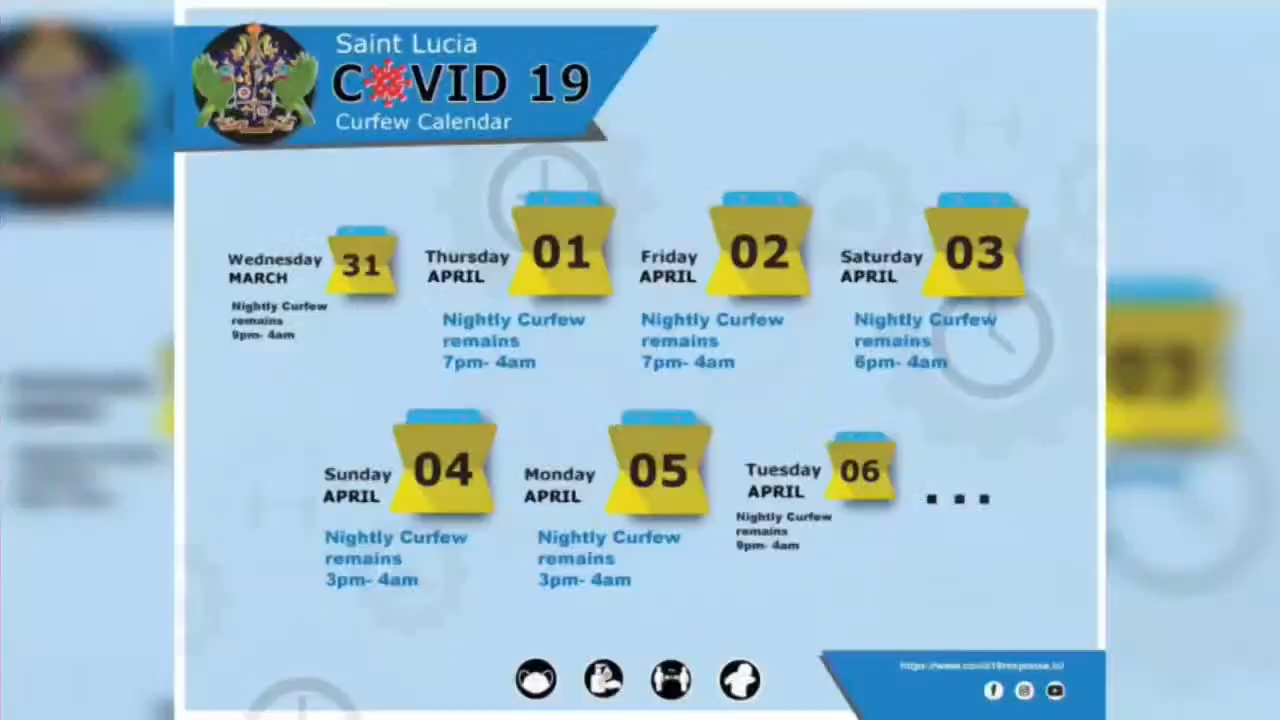 Saint Lucia
COVID 19
Curfew Calendar
Wednesday
MARCH
31
Nightly Curfew
remains
9pm- 4am
Thursday
APRIL
01
Nightly Curfew
remains
7pm- 4am
Friday
APRIL
02
Nightly Curfew
remains
7pm- 4am
Saturday
APRIL
03
Nightly Curfew
remains
6pm- 4am
Sunday
APRIL
04
Nightly Curfew
remains
3pm- 4am
Monday
APRIL
05
Nightly Curfew
remains
3pm- 4am
Tuesday
APRIL
06
Nightly Curfew
remains
9pm- 4am
...